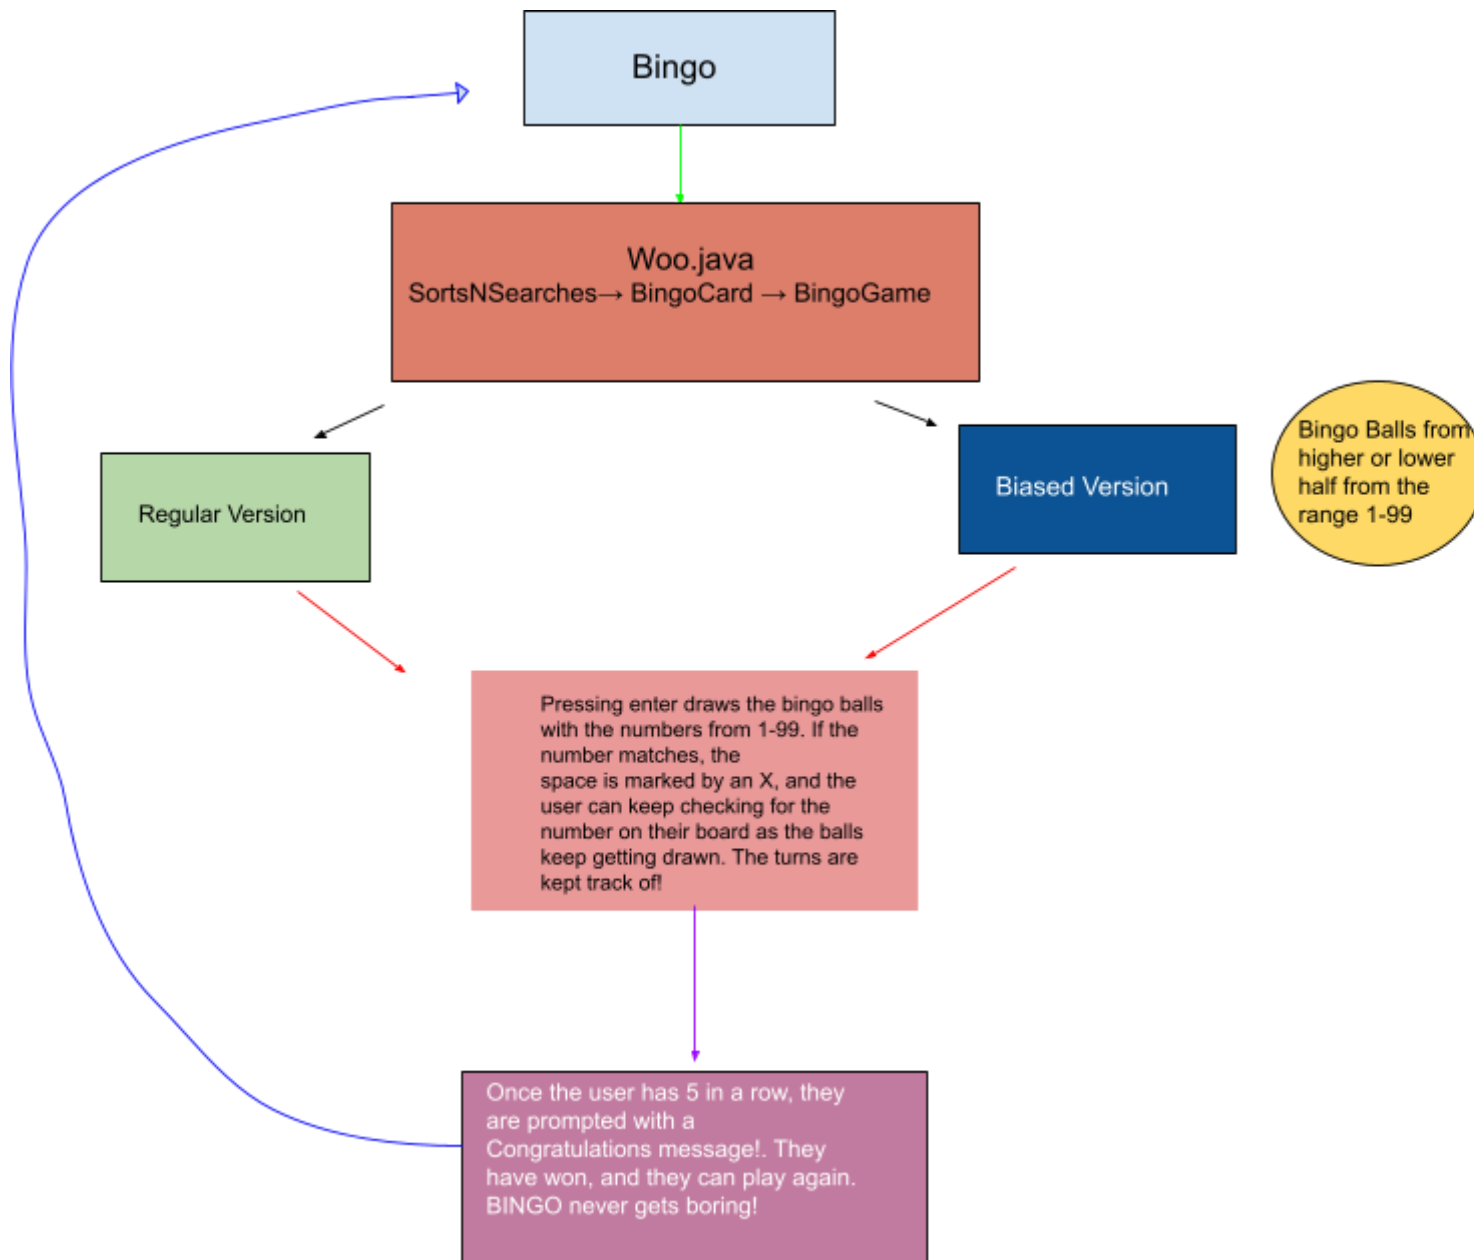 Bingo
Woo.java
SortsNSearches→ BingoCard → BingoGame
Regular Version
Biased Version
Bingo Balls from
higher or lower
half from the
range 1-99
Pressing enter draws the bingo balls
with the numbers from 1-99. If the
number matches, the
space is marked by an X, and the
user can keep checking for the
number on their board as the balls
keep getting drawn. The turns are
kept track of!
Once the user has 5 in a row, they
are prompted with a
Congratulations message!. They
have won, and they can play again.
BINGO never gets boring!